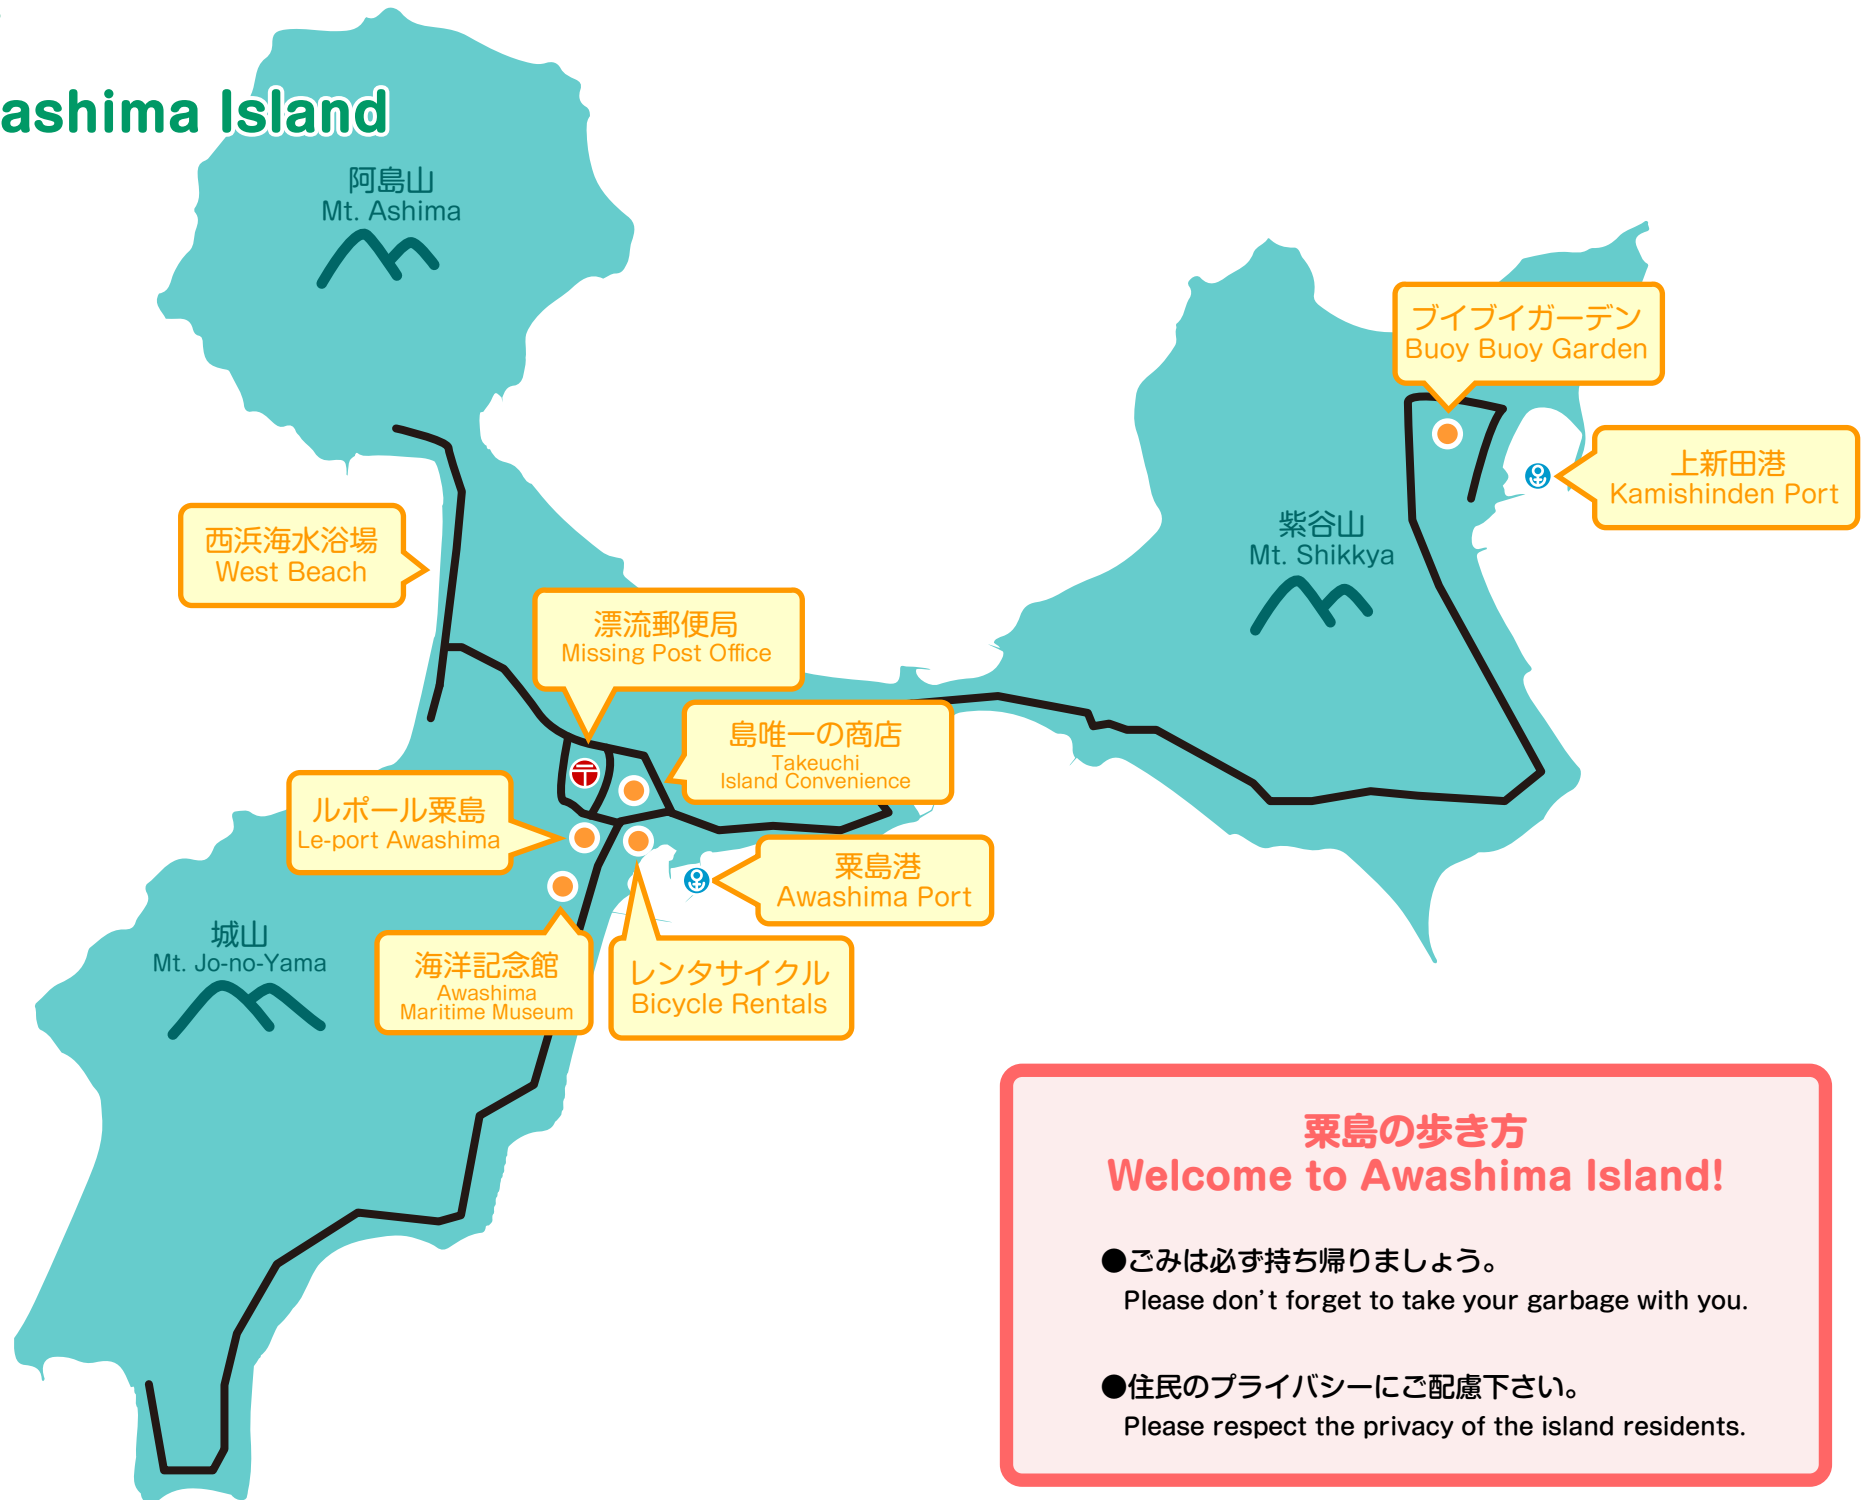 ashima Island
阿島山
Mt. Ashima
ブイブイガーデン
Buoy Buoy Garden
上新田港
Kamishinden Port
西浜海水浴場
West Beach
紫谷山
Mt. Shikkya
漂流郵便局
Missing Post Office
島唯一の商店
Takeuchi
Island Convenience
ルポール粟島
Le-port Awashima
粟島港
Awashima Port
城山
Mt. Jo-no-Yama
海洋記念館
Awashima
Maritime Museum
レンタサイクル
Bicycle Rentals
粟島の歩き方
Welcome to Awashima Island!
●ごみは必ず持ち帰りましょう。
Please don't forget to take your garbage with you.
●住民のプライバシーにご配慮下さい。
Please respect the privacy of the island residents.